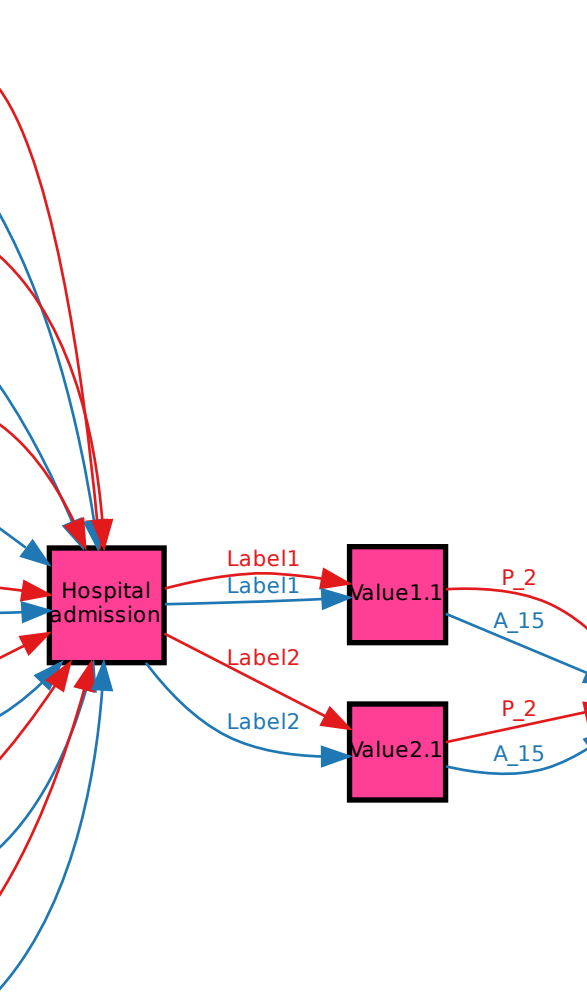 Label1
P_2
Hospital
admission
Label1
Value1.1
A_15
Label2
P_2
Label2
Value2.1
A_15